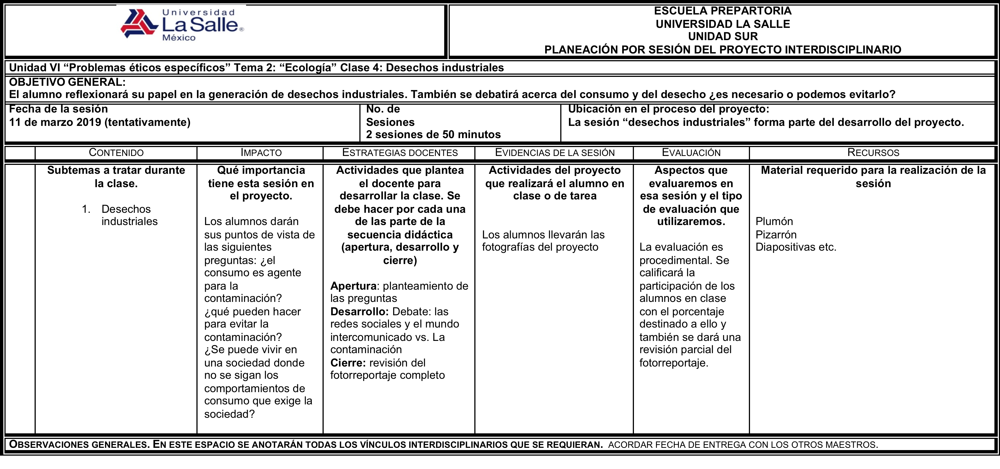 Universidad
La Salle®
México
ESCUELA PREPARTORIA
UNIVERSIDAD LA SALLE
UNIDAD SUR
PLANEACIÓN POR SESIÓN DEL PROYECTO INTERDISCIPLINARIO
Unidad VI “Problemas éticos específicos” Tema 2: “Ecología” Clase 4: Desechos industriales
OBJETIVO GENERAL:
El alumno reflexionará su papel en la generación de desechos industriales. También se debatirá acerca del consumo y del desecho ¿es necesario o podemos evitarlo?
Fecha de la sesión
11 de marzo 2019 (tentativamente)
No. de
Sesiones
2 sesiones de 50 minutos
Ubicación en el proceso del proyecto:
La sesión “desechos industriales” forma parte del desarrollo del proyecto.
CONTENIDO
IMPACTO
ESTRATEGIAS DOCENTES
EVIDENCIAS DE LA SESIÓN
EVALUACIÓN
RECURSOS
Subtemas a tratar durante
la clase.
1. Desechos
industriales
Qué importancia
tiene esta sesión en
el proyecto.
Los alumnos darán
sus puntos de vista de
las siguientes
preguntas: ¿el
consumo es agente
para la
contaminación?
¿qué pueden hacer
para evitar la
contaminación?
¿Se puede vivir en
una sociedad donde
no se sigan los
comportamientos de
consumo que exige la
sociedad?
Actividades que plantea
el docente para
desarrollar la clase. Se
debe hacer por cada una
de las parte de la
secuencia didáctica
(apertura, desarrollo y
cierre)
Apertura: planteamiento de
las preguntas
Desarrollo: Debate: las
redes sociales y el mundo
intercomunicado vs. La
contaminación
Cierre: revisión del
fotorreportaje completo
Actividades del proyecto
que realizará el alumno en
clase o de tarea
Los alumnos llevarán las
fotografías del proyecto
Aspectos que
evaluaremos en
esa sesión y el tipo
de evaluación que
utilizaremos.
La evaluación es
procedimental. Se
calificará la
participación de los
alumnos en clase
con el porcentaje
destinado a ello y
también se dará una
revisión parcial del
fotorreportaje.
Material requerido para la realización de la
sesión
Plumón
Pizarrón
Diapositivas etc.
OBSERVACIONES GENERALES. EN ESTE ESPACIO SE ANOTARÁN TODAS LOS VÍNCULOS INTERDISCIPLINARIOS QUE SE REQUIERAN. ACORDAR FECHA DE ENTREGA CON LOS OTROS MAESTROS.